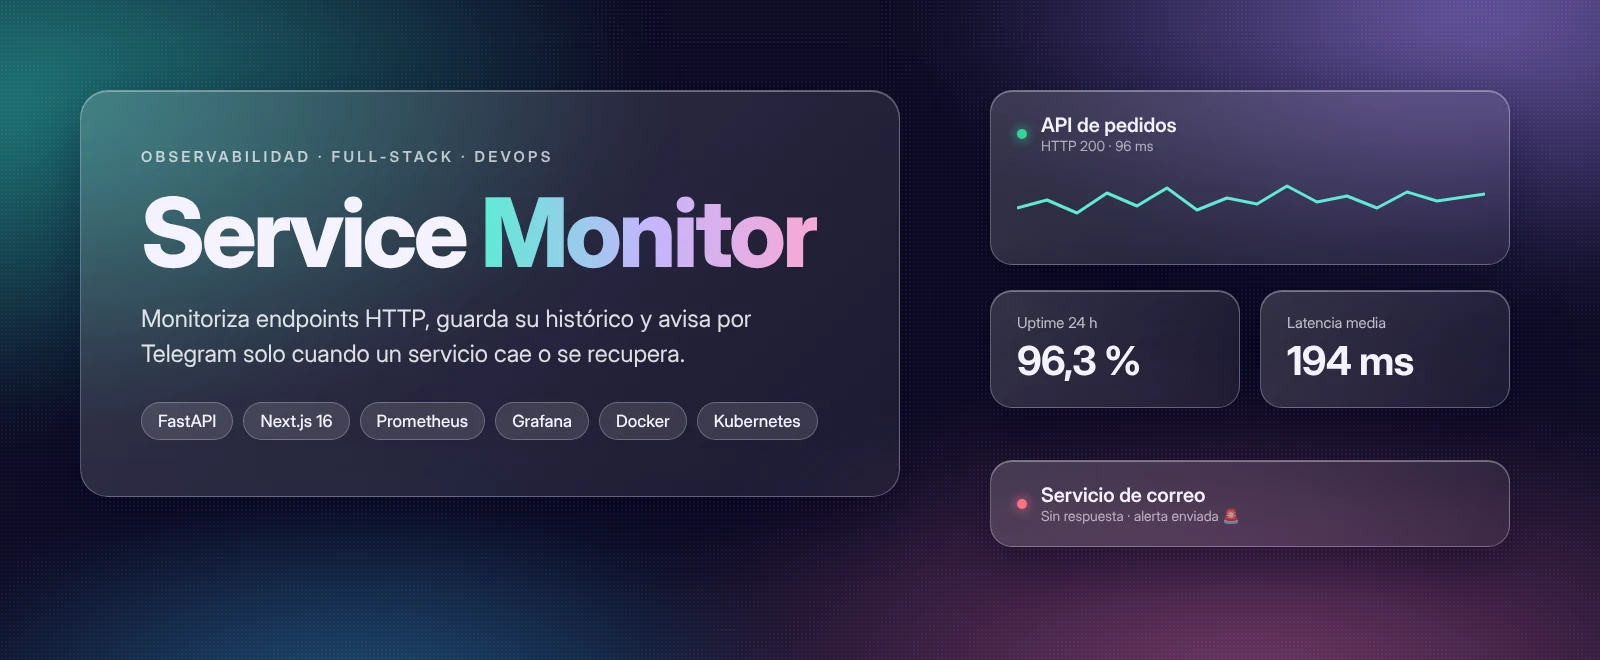 OBSERVABILIDAD · FULL-STACK · DEVOPS
Service Monitor
Monitoriza endpoints HTTP, guarda su histórico y avisa por
Telegram solo cuando un servicio cae o se recupera.
FastAPI
Next.js 16
Prometheus
Grafana
Docker
Kubernetes
API de pedidos
HTTP 200 · 96 ms
Uptime 24 h
96,3 %
Latencia media
194 ms
Servicio de correo
Sin respuesta · alerta enviada 🚨